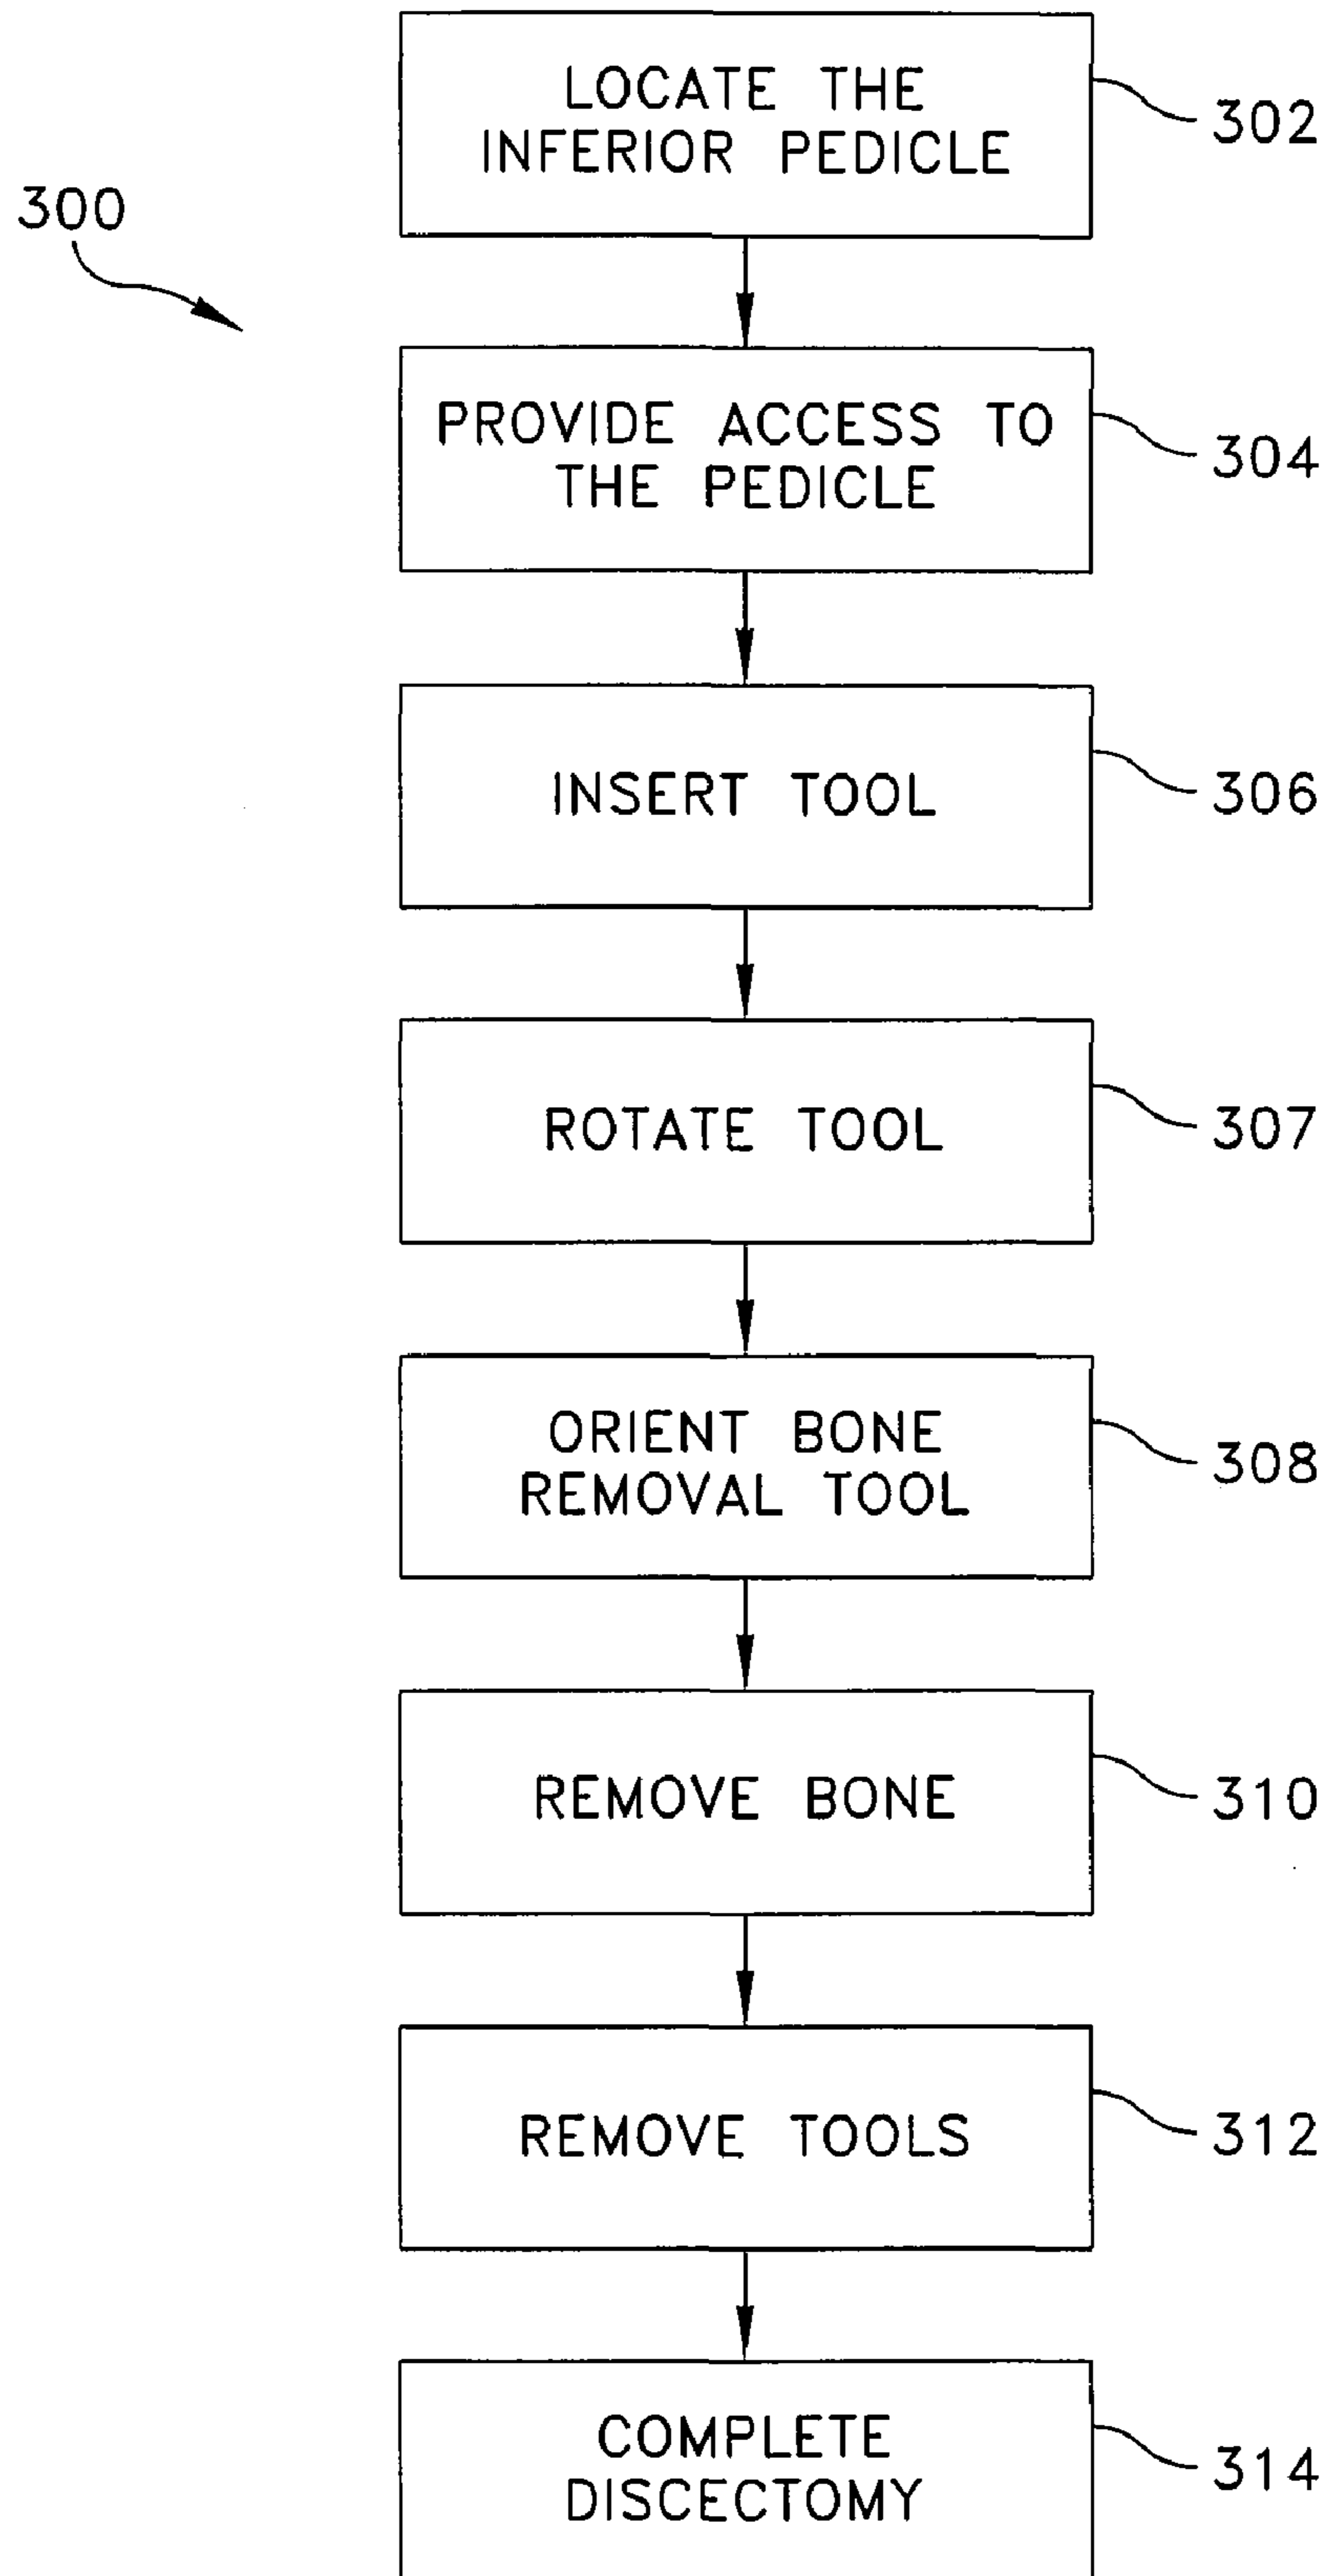 LOCATE THE
INFERIOR PEDICLE
302
300
PROVIDE ACCESS TO
THE PEDICLE
304
INSERT TOOL
306
ROTATE TOOL
307
ORIENT BONE
REMOVAL TOOL
308
REMOVE BONE
310
REMOVE TOOLS
312
COMPLETE
DISCECTOMY
314